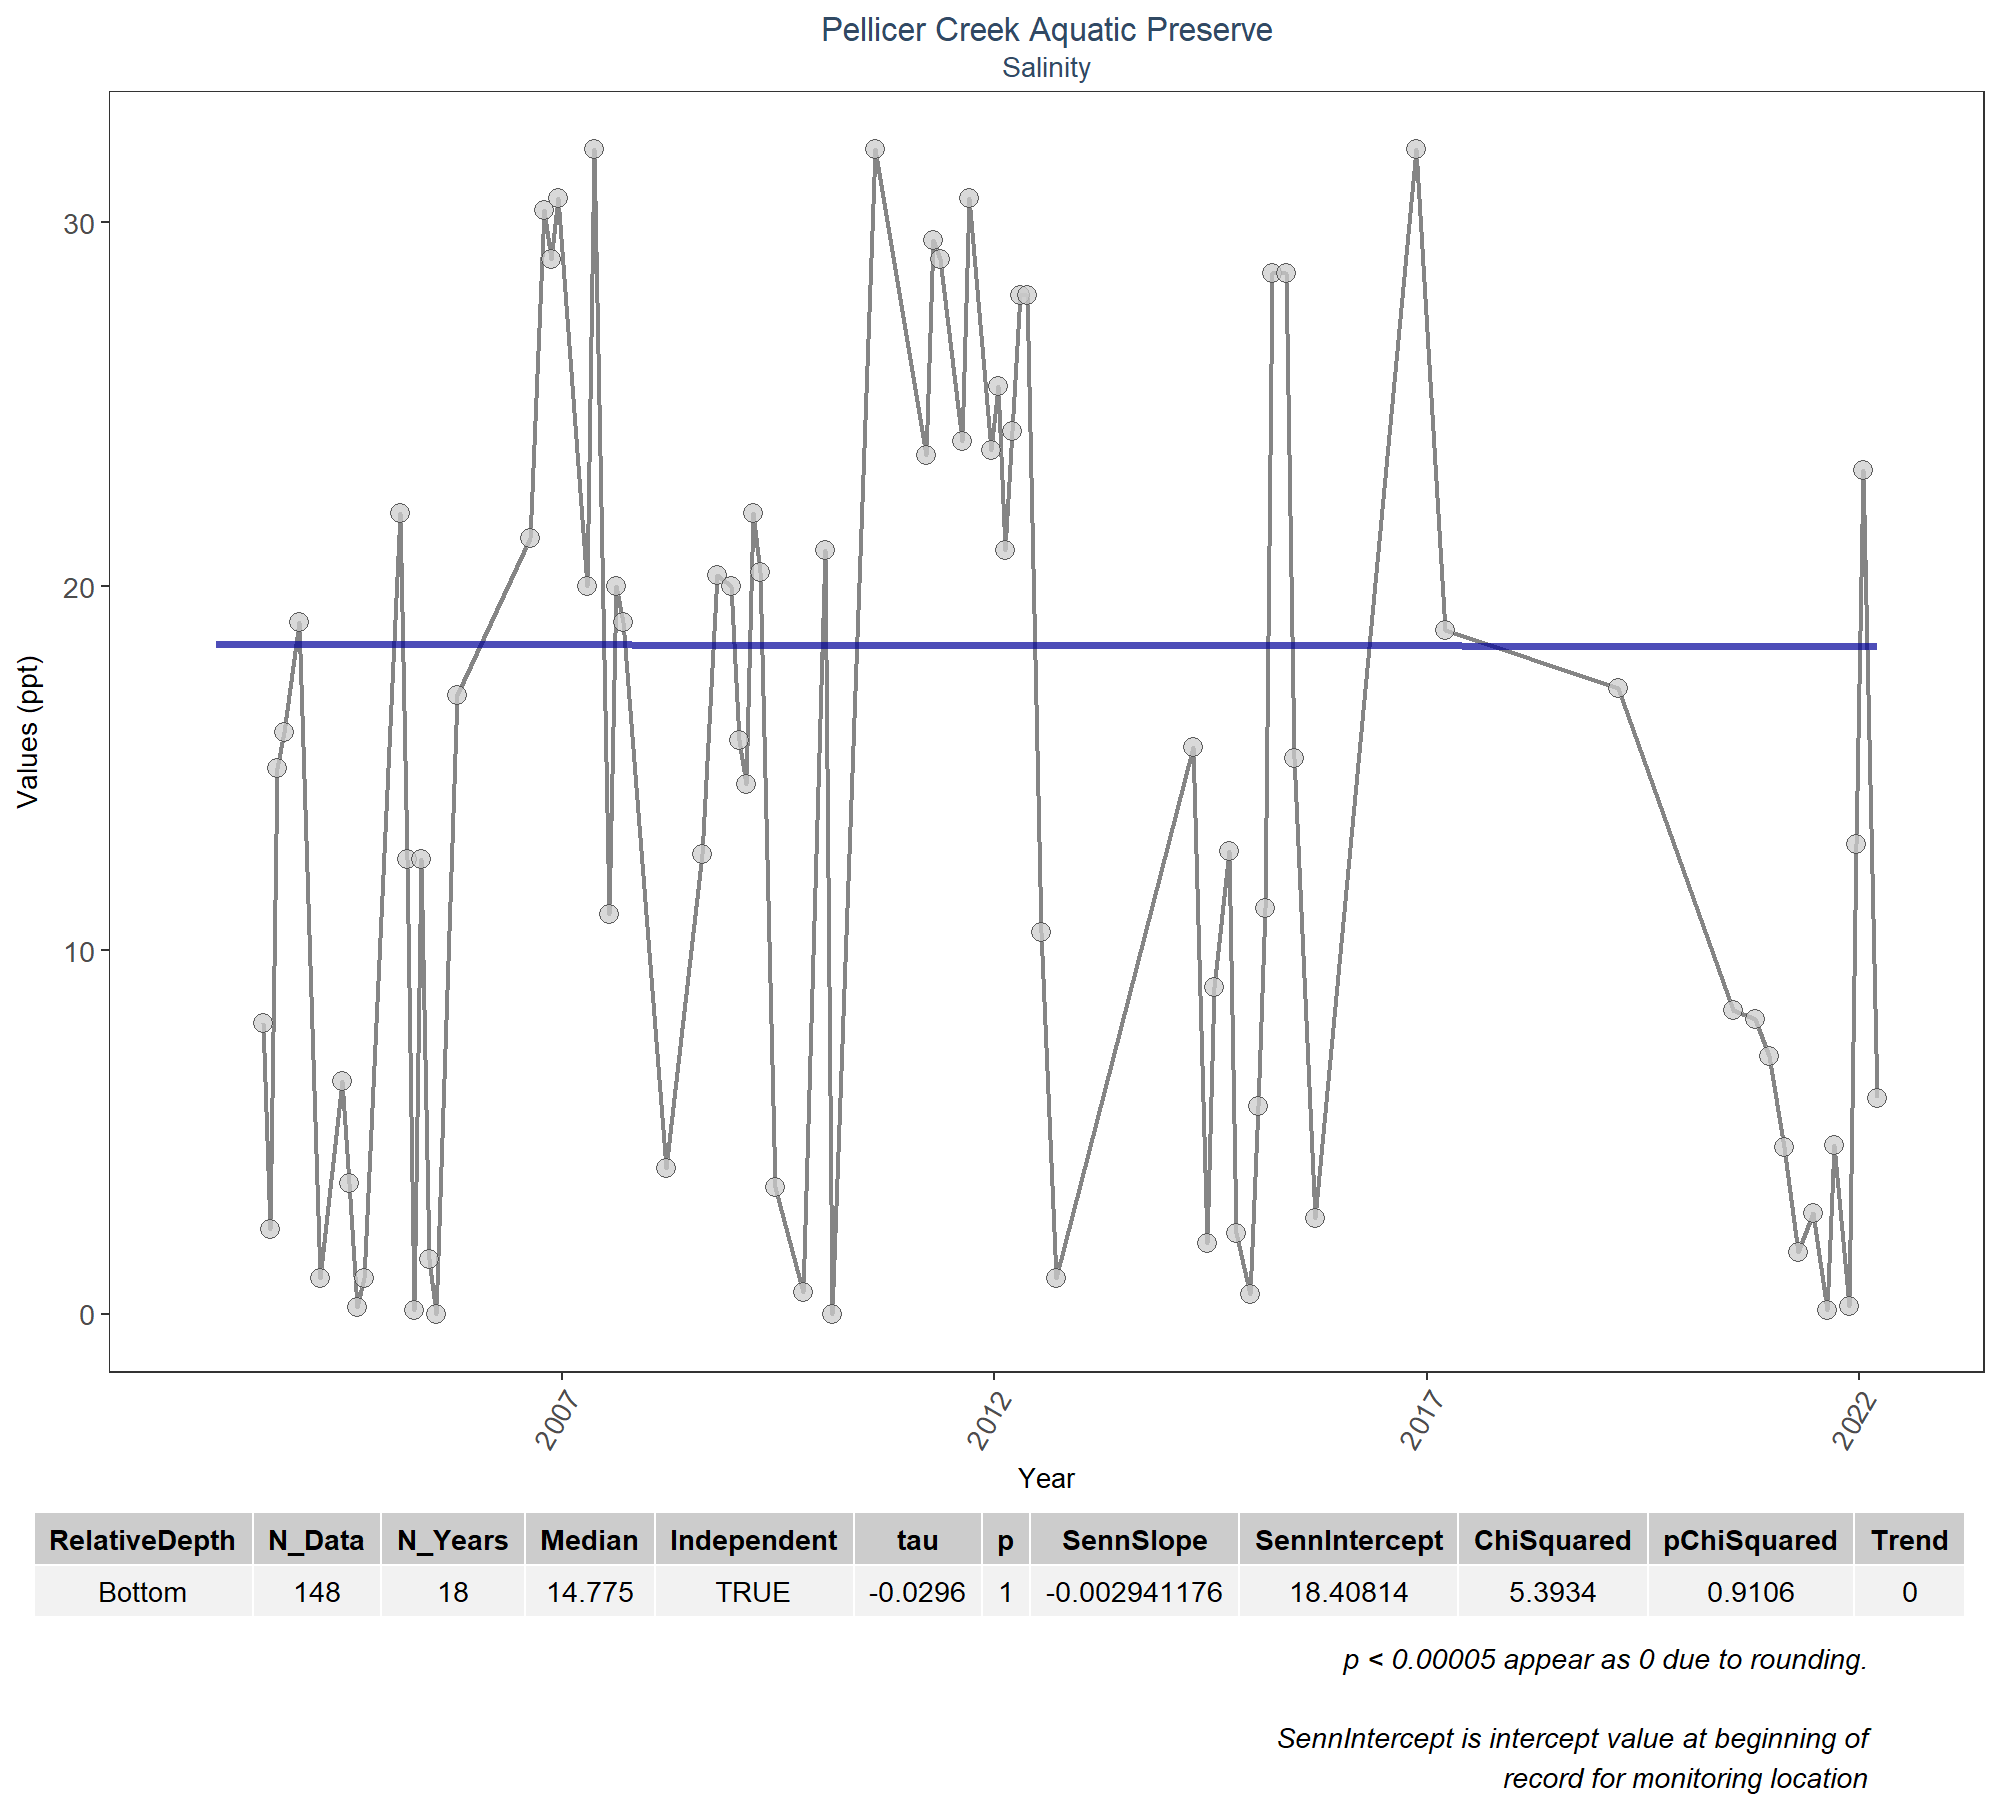 Pellicer Creek Aquatic Preserve
Salinity
30
20
10
0
Values (ppt)
2007
2012
2017
2022
Year
RelativeDepth N_Data N_Years Median Independent tau p SennSlope SennIntercept ChiSquared pChiSquared Trend
Bottom 148 18 14.775 TRUE -0.0296 1 -0.002941176 18.40814 5.3934 0.9106 0
p < 0.00005 appear as 0 due to rounding.
SennIntercept is intercept value at beginning of
record for monitoring location